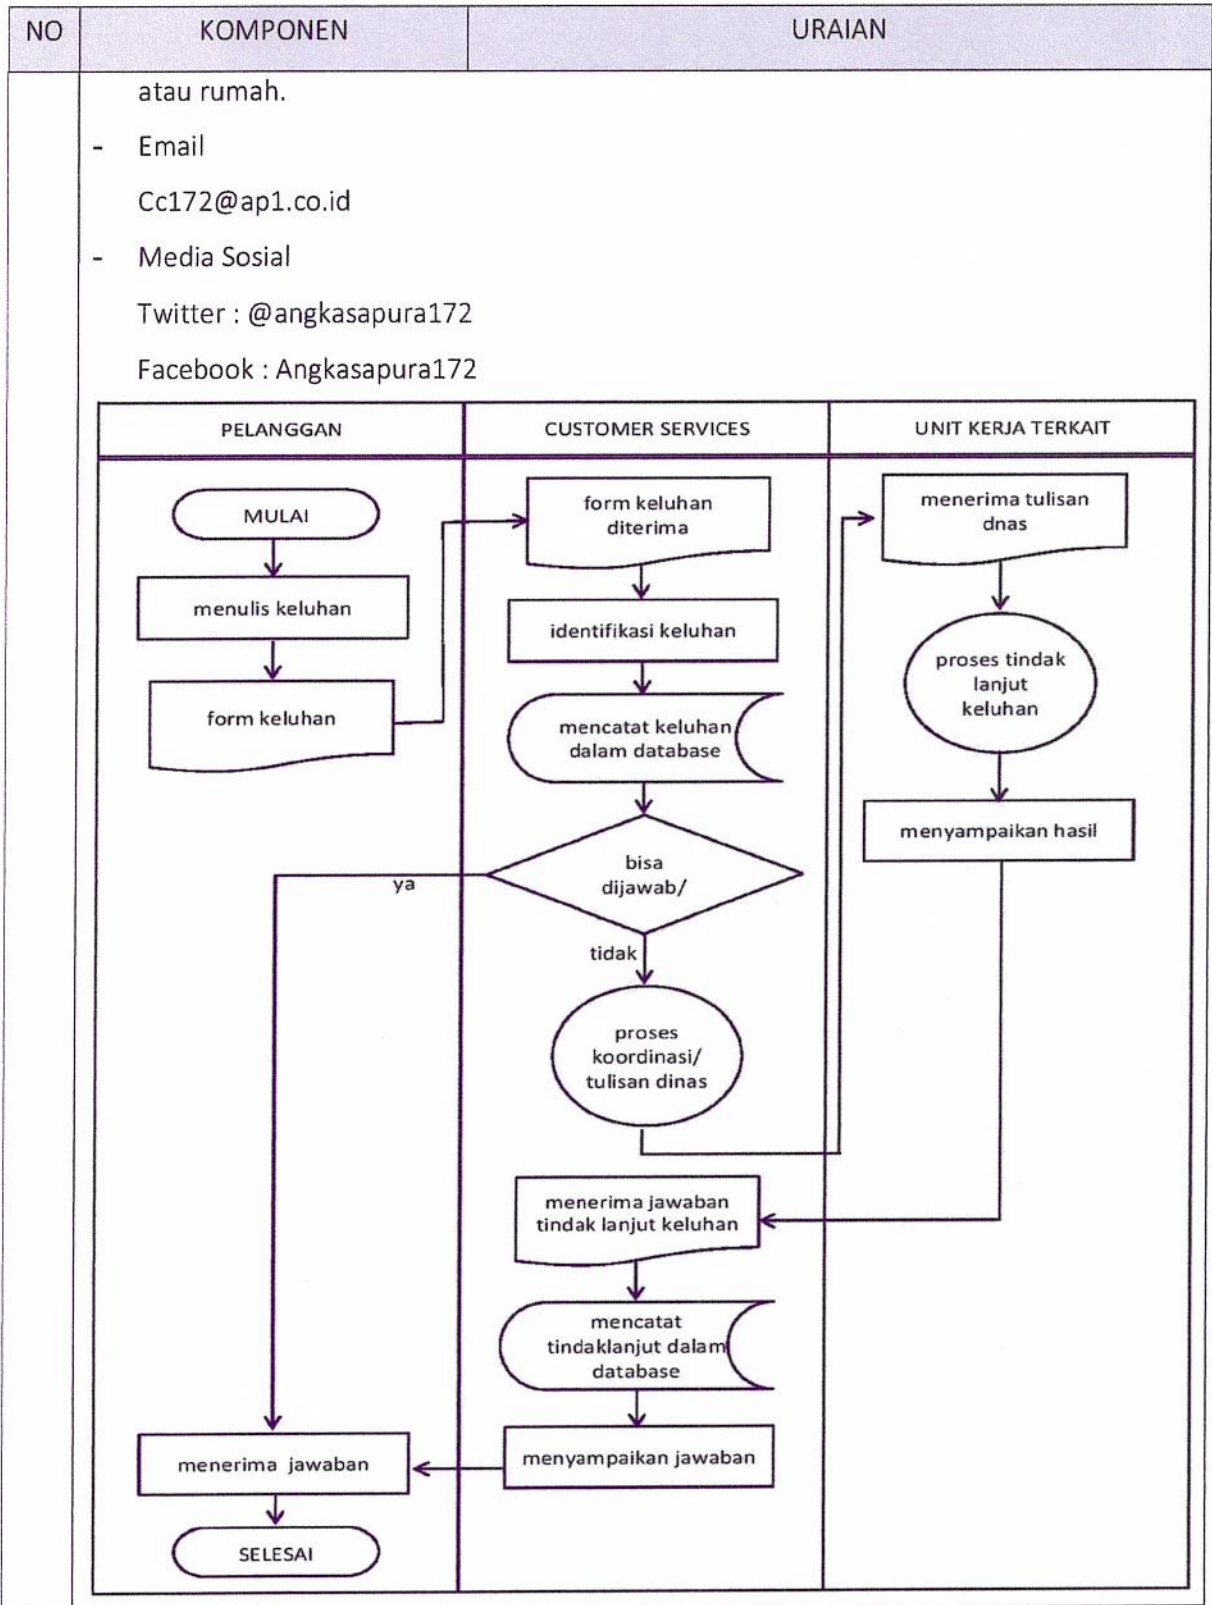 NO KOMPONEN URAIAN
atau rumah.
- Email
Cc172@ap1.co.id
- Media Sosial
Twitter : @angkasapura172
Facebook : Angkasapura172
PELANGGAN CUSTOMER SERVICES UNIT KERJA TERKAIT
MULAI
menulis keluhan
form keluhan
form keluhan
diterima
identifikasi keluhan
mencatat keluhan
dalam database
bisa
dijawab/
ya
tidak
proses
koordinasi/
tulisan dinas
menerima tulisan
dnas
proses tindak
lanjut
keluhan
menyampaikan hasil
menerima jawaban
tindak lanjut keluhan
mencatat
tindaklanjut dalam
database
menyampaikan jawaban
menerima jawaban
SELESAI